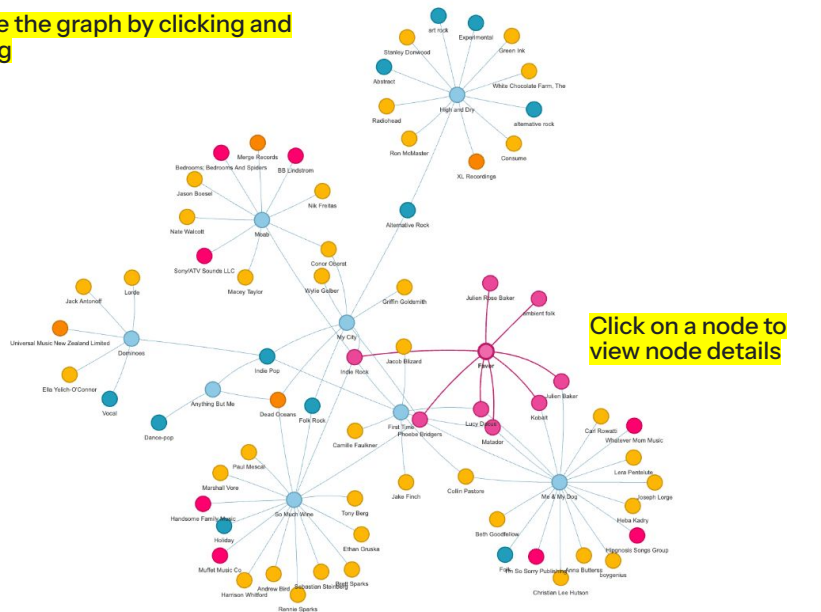 e the graph by clicking and
g
art rock
Experimental
Stanley Donwood
Green Ink
Abstract
White Chocolate Farm, The
High and Dry
Radiohead
alternative rock
Ron McMaster
Consumo
XL Recordings
Merge Records
Bedrooms; Bedrooms And Spiders
BB Lindstrom
Jason Boesel
Nik Freitas
Nate Walcott
Moab
Alternative Rock
Conor Oberst
Sony/ATV Sounds LLC
Macey Taylor
Wylie Gelber
Griffin Goldsmith
Julien Rose Baker
ambient folk
Lorde
Jack Antonoff
Universal Music New Zealand Limited
Dominoes
My City
Click on a node to
view node details
Indie Pop
Indie Rock
Jacob Blizard
Fever
Ella Yelich-O'Connor
Anything But Me
Julien Baker
Vocal
Dead Oceans
Folk Rock
First Time
Phoebe Bridgers
Lucy Dacus
Kobalt
Dance-pop
Camille Faulkner
Matador
Carl Rowatti
Whatever Mom Music
Paul Mescal
Lera Pentelute
Marshall Vore
Jake Finch
Collin Pastore
Me & My Dog
Joseph Lorge
Handsome Family Music
So Much Wine
Tony Berg
Heba Kadry
Holiday
Beth Goodfellow
Ethan Gruska
Hipgnosis Songs Group
Muffet Music Co.
Folk
I'm So Sorry Publishing
Anna Butterss
boygenius
Harrison Whitford
Andrew Bird
Sebastian Steinberg
Brett Sparks
Christian Lee Hutson
Rennie Sparks